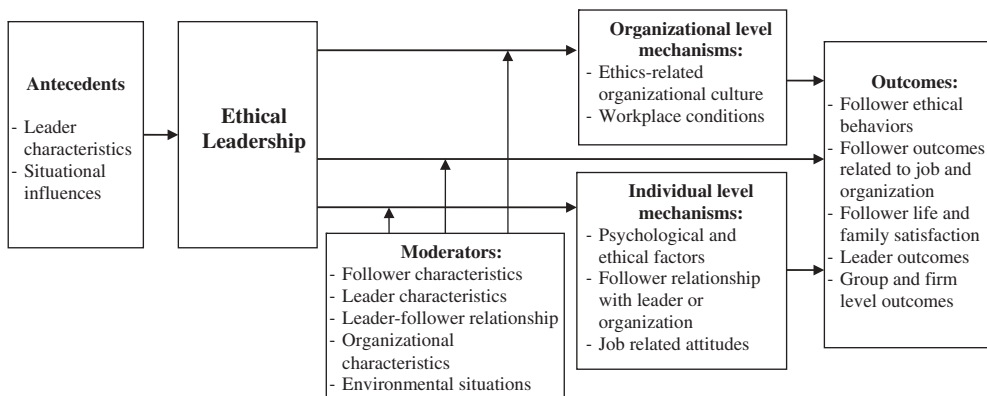 Antecedents
- Leader
characteristics
- Situational
influences
Ethical
Leadership
Organizational level
mechanisms:
- Ethics-related
organizational culture
- Workplace conditions
Individual level
mechanisms:
- Psychological and
ethical factors
- Follower relationship
with leader or
organization
- Job related attitudes
Moderators:
- Follower characteristics
- Leader characteristics
- Leader-follower relationship
- Organizational
characteristics
- Environmental situations
Outcomes:
- Follower ethical
behaviors
- Follower outcomes
related to job and
organization
- Follower life and
family satisfaction
- Leader outcomes
- Group and firm
level outcomes